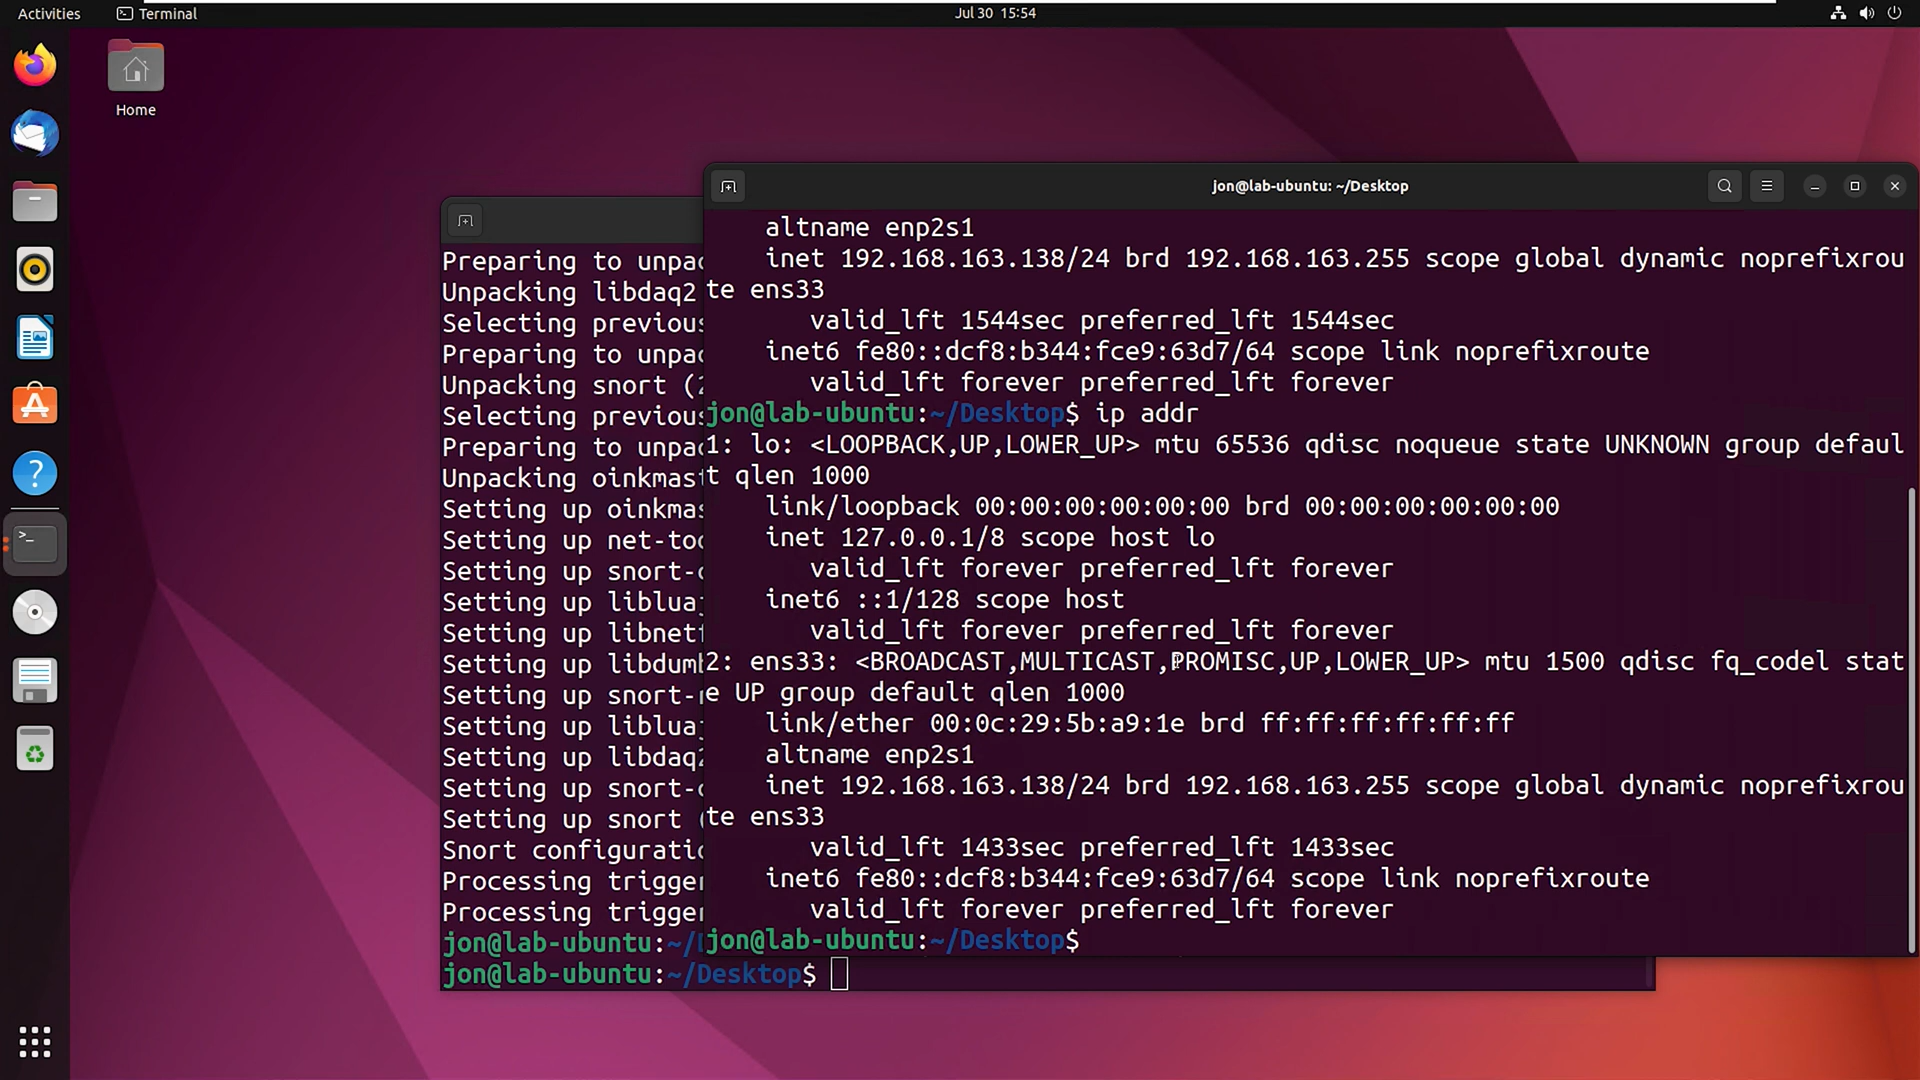 Activities
Terminal
Jul 30 15:54
Home
jon@lab-ubuntu: ~/Desktop
Preparing to
Unpacking libdaq2
Selecting
Preparing to
Unpacking snort
Selecting
Preparing to
Unpacking
Setting up
Setting up
Setting up
Setting up
Setting up
Setting up
Setting up
Setting up
Setting up
Setting up
Setting up snort
Snort
Processing
Processing
jon@lab-ubuntu:~/
jon@lab-ubuntu:~/Desktop$
altname enp2s1
inet 192.168.163.138/24 brd 192.168.163.255 scope global dynamic noprefixrou
te ens33
valid_lft 1544sec preferred_lft 1544sec
inet6 fe80::dcf8:b344:fce9:63d7/64 scope link noprefixroute
valid_lft forever preferred_lft forever
jon@lab-ubuntu:~/Desktop$ ip addr
1: lo: <LOOPBACK,UP,LOWER_UP> mtu 65536 qdisc noqueue state UNKNOWN group defaul
t qlen 1000
link/loopback 00:00:00:00:00:00 brd 00:00:00:00:00:00
inet 127.0.0.1/8 scope host lo
valid_lft forever preferred_lft forever
inet6 ::1/128 scope host
valid_lft forever preferred_lft forever
2: ens33: <BROADCAST,MULTICAST,PROMISC,UP,LOWER_UP> mtu 1500 qdisc fq_codel stat
e UP group default qlen 1000
link/ether 00:0c:29:5b:a9:1e brd ff:ff:ff:ff:ff:ff
altname enp2s1
inet 192.168.163.138/24 brd 192.168.163.255 scope global dynamic noprefixrou
te ens33
valid_lft 1433sec preferred_lft 1433sec
inet6 fe80::dcf8:b344:fce9:63d7/64 scope link noprefixroute
valid_lft forever preferred_lft forever
jon@lab-ubuntu:~/Desktop$